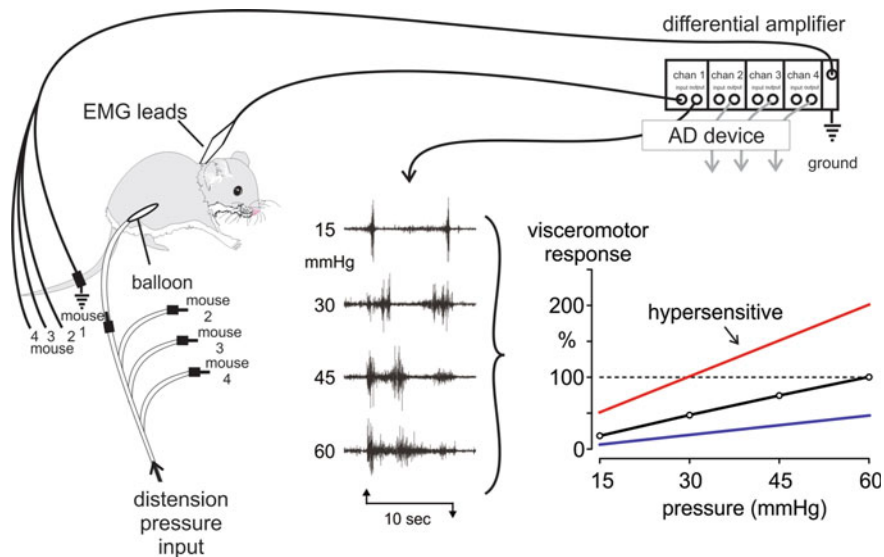 differential amplifier
chan 1 chan 2 chan 3 chan 4
input output input output input output input output
EMG leads
AD device
ground
balloon
mouse
1
4 3 2
mouse
mouse
2
mouse
3
mouse
4
distension
pressure
input
15
mmHg
30
45
60
10 sec
visceromotor
response
200
%
100
0
hypersensitive
15 30 45 60
pressure (mmHg)